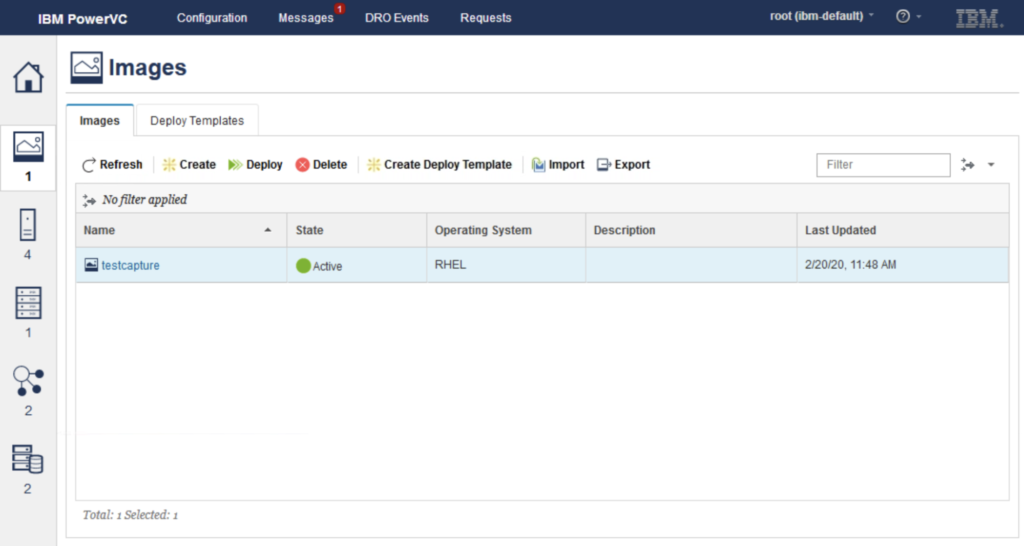 IBM PowerVC Configuration Messages 1 DRO Events Requests root (ibm-default) ? IBM
Images
Images Deploy Templates
Refresh Create Deploy Delete Create Deploy Template Import Export Filter
No filter applied
Name State Operating System Description Last Updated
testcapture Active RHEL 2/20/20, 11:48 AM
1
4
1
2
2
Total: 1 Selected: 1